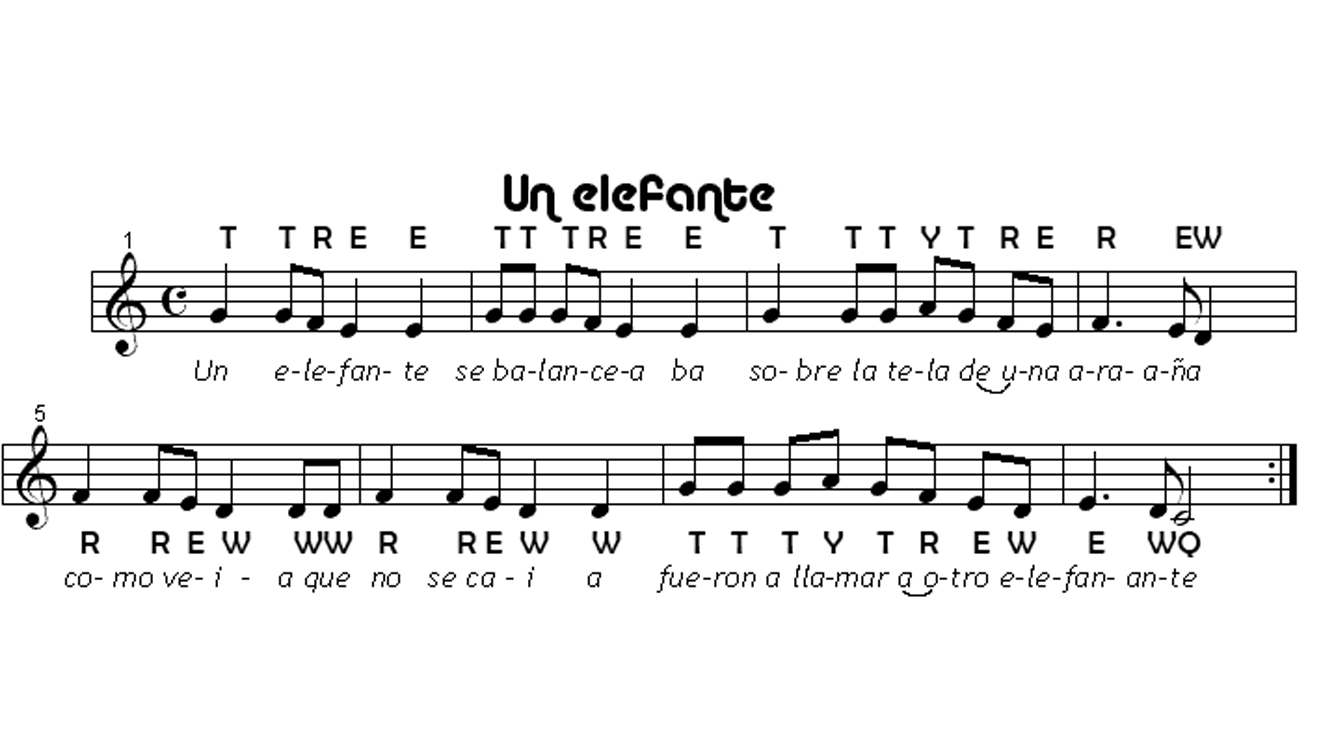 Un elefante
1 T T R E E T T T R E E T T T Y T R E R E W
Un e-le-fan- te se ba-lan-ce-a ba so- bre la te-la de u-na a-ra- a-ña
5
R R E W W W R R E W W T T T Y T R E W E W Q
co- mo ve- i - a que no se ca - i a fue-ron a lla-mar a o-tro e-le-fan- an-te